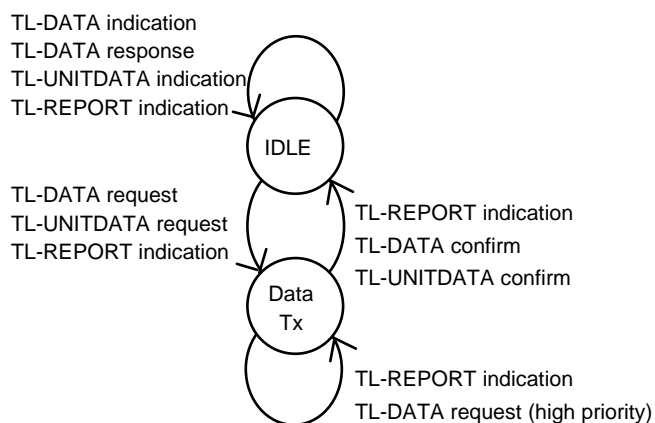 TL-DATA indication
TL-DATA response
TL-UNITDATA indication
TL-REPORT indication
IDLE
TL-DATA request
TL-UNITDATA request
TL-REPORT indication
TL-REPORT indication
TL-DATA confirm
TL-UNITDATA confirm
Data
Tx
TL-REPORT indication
TL-DATA request (high priority)